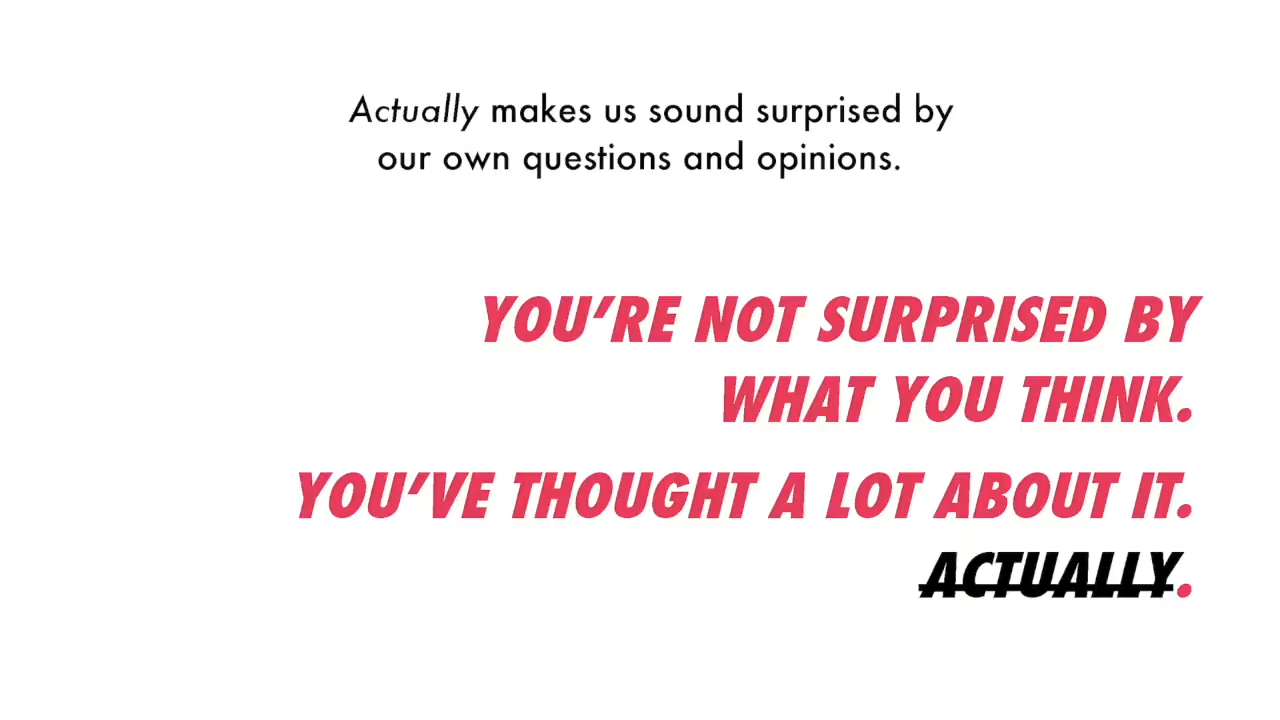 Actually makes us sound surprised by
our own questions and opinions.
YOU’RE NOT SURPRISED BY
WHAT YOU THINK.
YOU’VE THOUGHT A LOT ABOUT IT.
ACTUALLY.